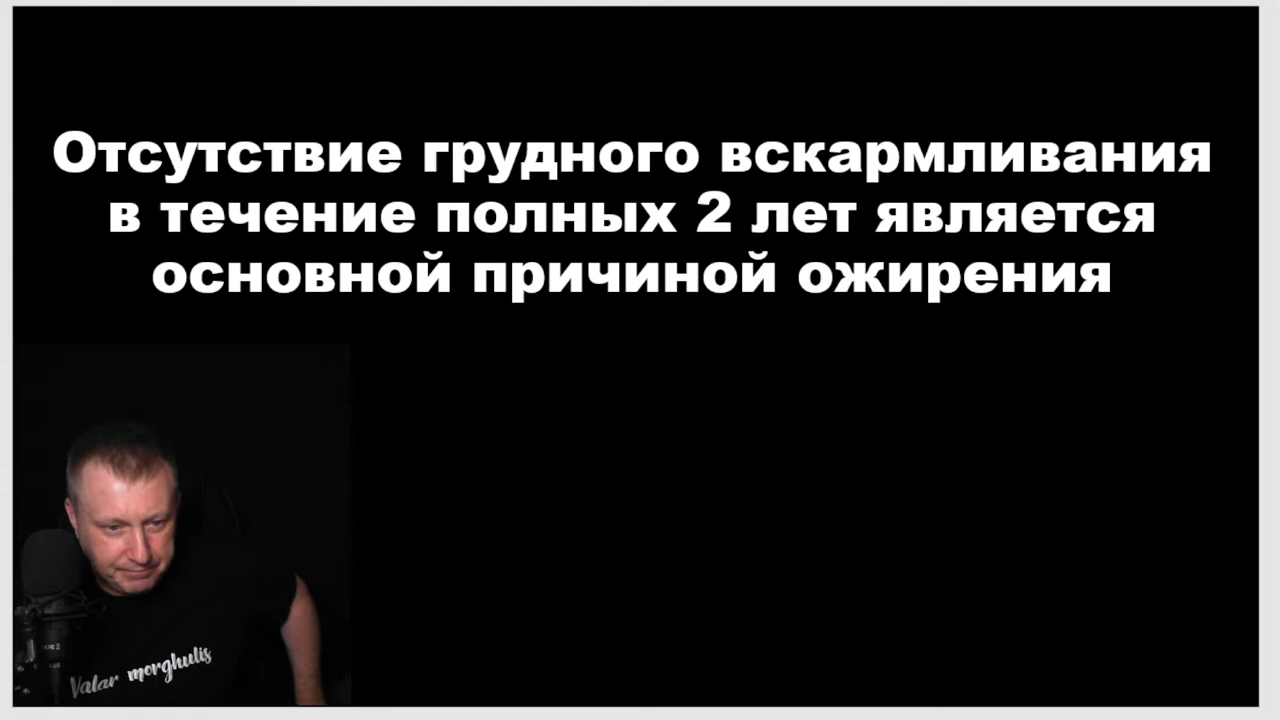 Отсутствие грудного вскармливания
в течение полных 2 лет является
основной причиной ожирения
Valar morghulis